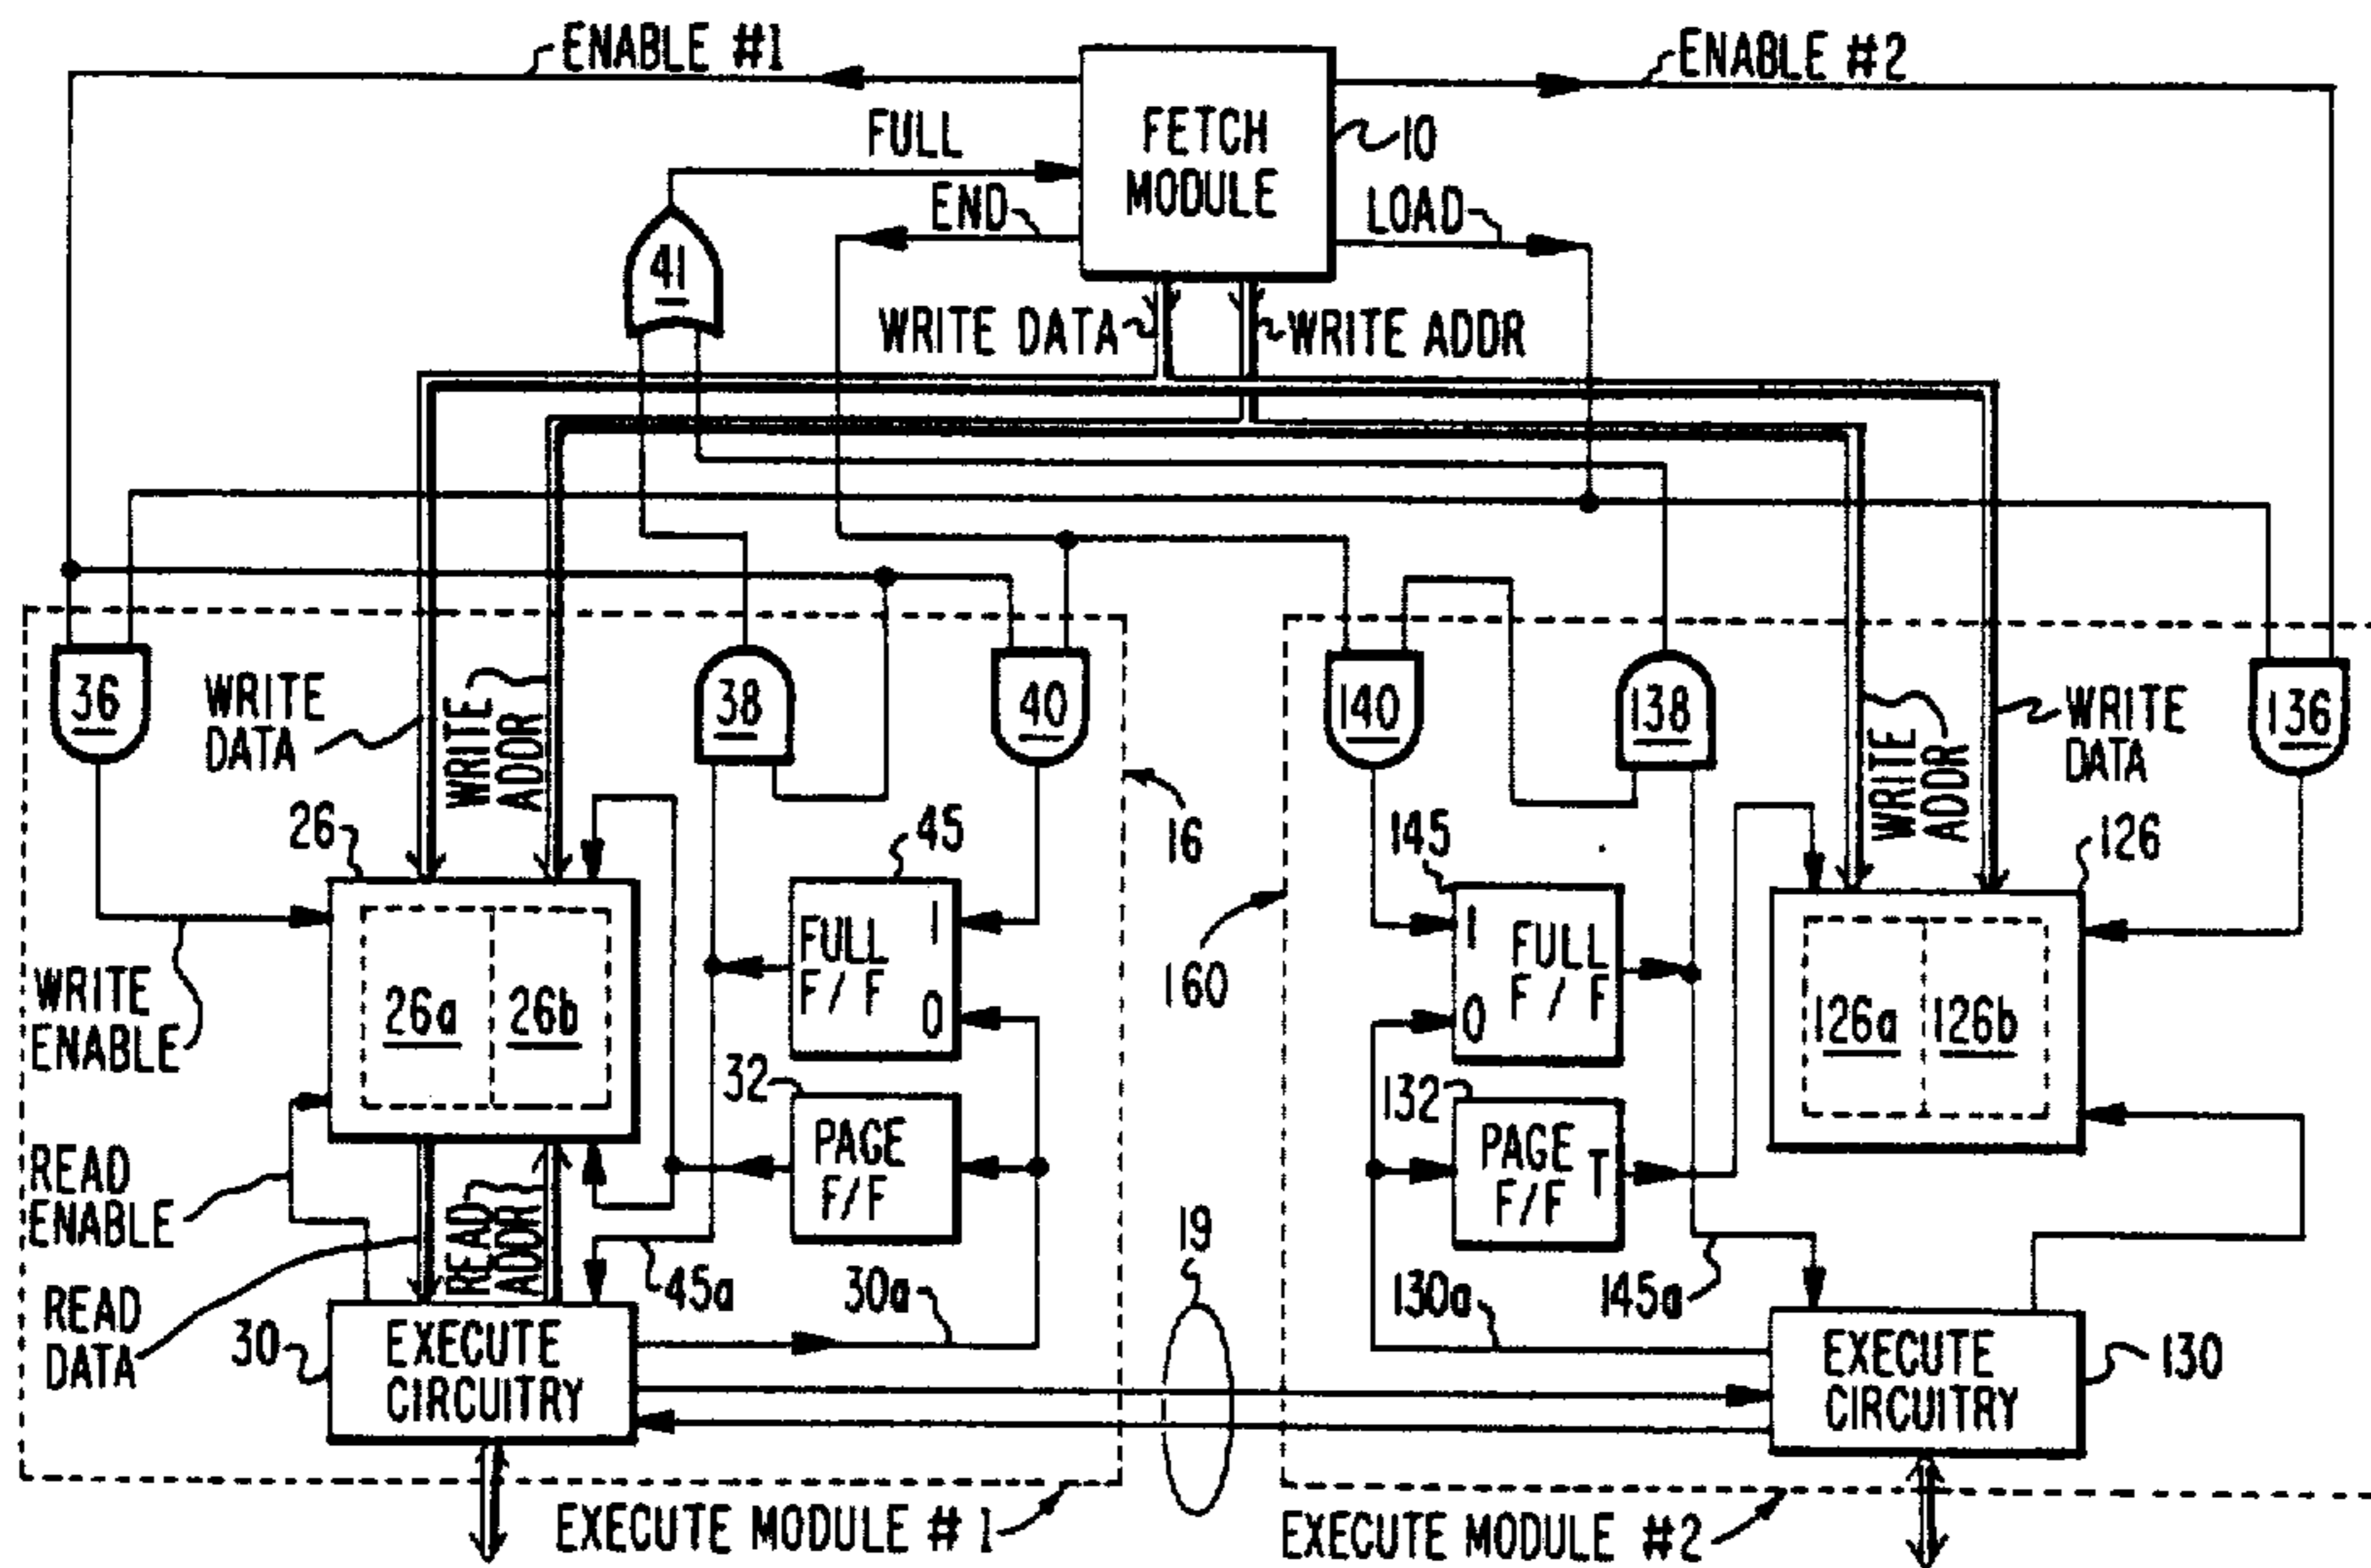 ENABLE #1
ENABLE #2
FETCH
MODULE
10
FULL
END
LOAD
41
WRITE DATA
WRITE ADDR
36
WRITE
DATA
WRITE
ADDR
38
40
140
138
WRITE
ADDR
WRITE
DATA
136
26
45
16
145
126
FULL
F/F
1
0
160
1
0
FULL
F/F
26a
26b
126a
126b
WRITE
ENABLE
32
PAGE
F/F
132
PAGE
F/F
T
READ
ENABLE
READ
ADDR
19
READ
DATA
45a
30a
130a
145a
30
EXECUTE
CIRCUITRY
EXECUTE
CIRCUITRY
130
EXECUTE MODULE #1
EXECUTE MODULE #2